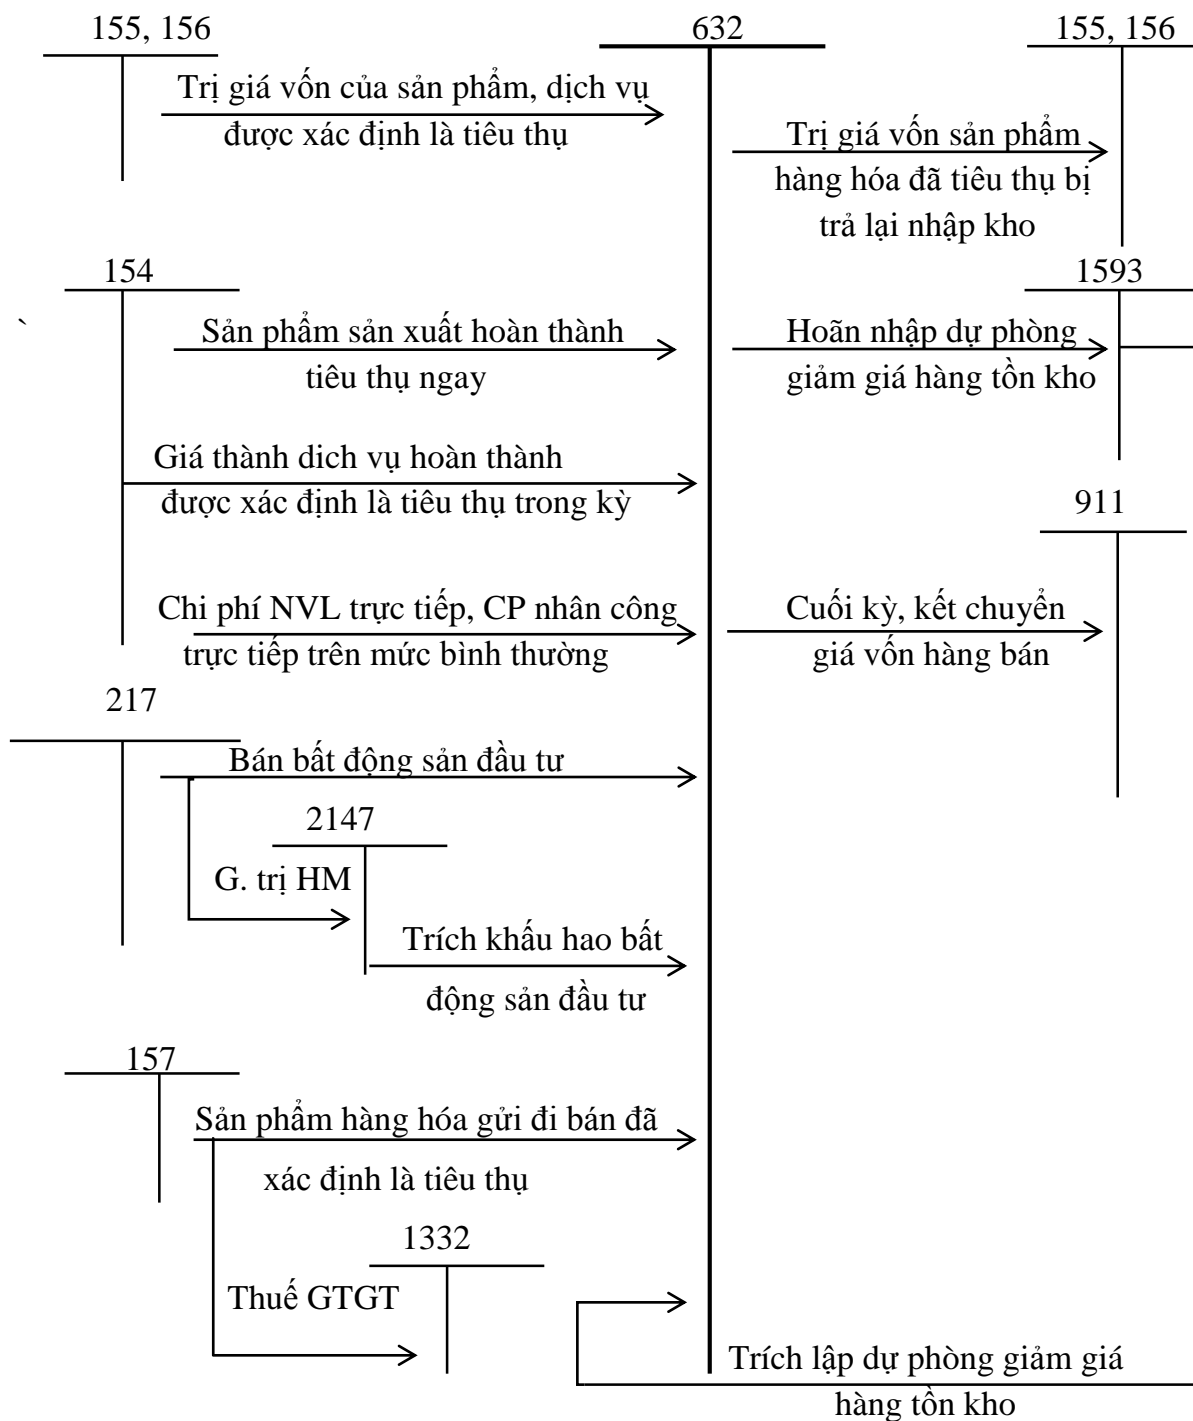 155, 156
632
155, 156
Trị giá vốn của sản phẩm, dịch vụ
được xác định là tiêu thụ
Trị giá vốn sản phẩm
hàng hóa đã tiêu thụ bị
trả lại nhập kho
154
1593
`
Sản phẩm sản xuất hoàn thành
tiêu thụ ngay
Hoãn nhập dự phòng
giảm giá hàng tồn kho
Giá thành dich vụ hoàn thành
được xác định là tiêu thụ trong kỳ
911
Chi phí NVL trực tiếp, CP nhân công
trực tiếp trên mức bình thường
Cuối kỳ, kết chuyển
giá vốn hàng bán
217
Bán bất động sản đầu tư
2147
G. trị HM
Trích khấu hao bất
động sản đầu tư
157
Sản phẩm hàng hóa gửi đi bán đã
xác định là tiêu thụ
1332
Thuế GTGT
Trích lập dự phòng giảm giá
hàng tồn kho